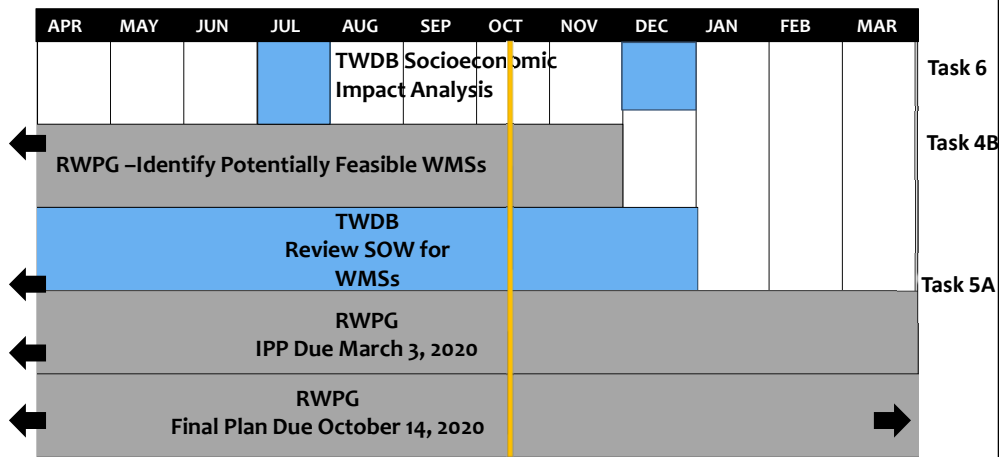 APR MAY JUN JUL AUG SEP OCT NOV DEC JAN FEB MAR
TWDB Socioeconomic
Impact Analysis
Task 6
RWPG –Identify Potentially Feasible WMSs
Task 4B
TWDB
Review SOW for
WMSs
Task 5A
RWPG
IPP Due March 3, 2020
RWPG
Final Plan Due October 14, 2020